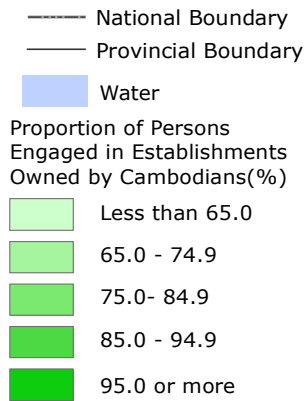 National Boundary
Provincial Boundary
Water
Proportion of Persons
Engaged in Establishments
Owned by Cambodians(%)
Less than 65.0
65.0 - 74.9
75.0- 84.9
85.0 - 94.9
95.0 or more